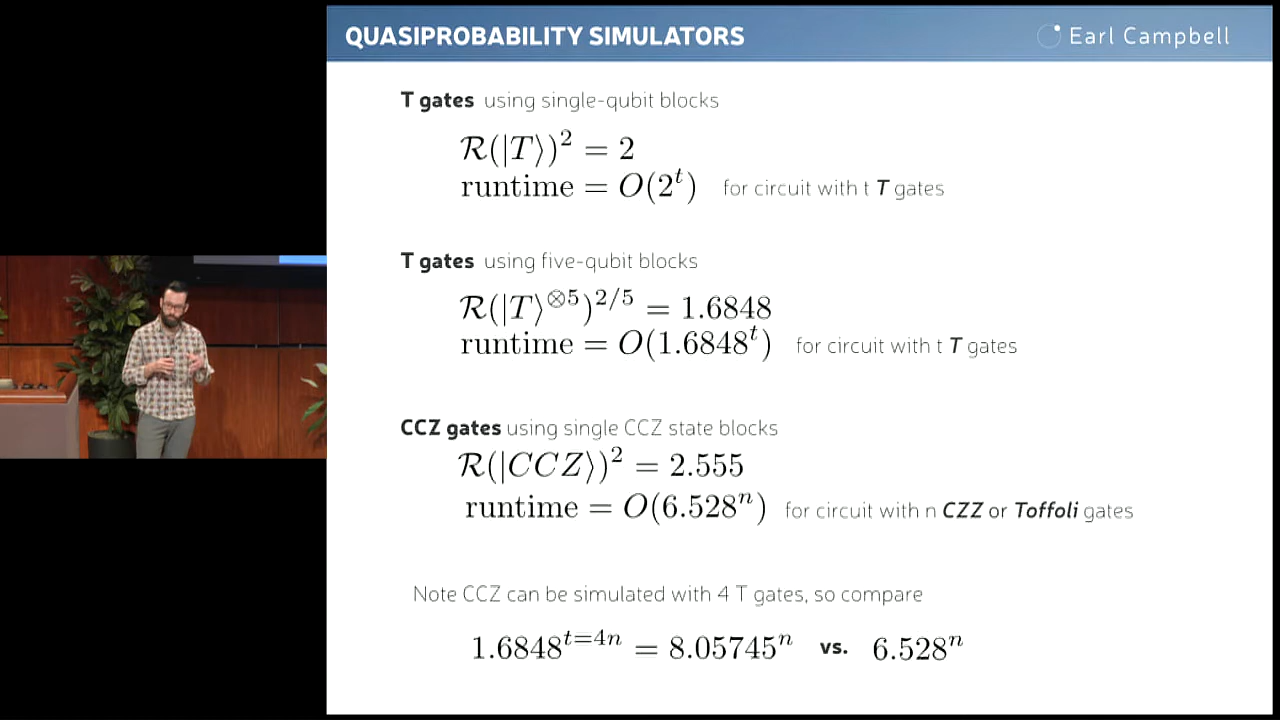 QUASIPROBABILITY SIMULATORS
Earl Campbell
T gates using single-qubit blocks
R(|T⟩)² = 2
runtime = O(2ᵗ) for circuit with t T gates
T gates using five-qubit blocks
R(|T⟩^{⊗5})^{2/5} = 1.6848
runtime = O(1.6848ᵗ) for circuit with t T gates
CCZ gates using single CCZ state blocks
R(|CCZ⟩)² = 2.555
runtime = O(6.528ⁿ) for circuit with n CZZ or Toffoli gates
Note CCZ can be simulated with 4 T gates, so compare
1.6848^{t=4n} = 8.05745ⁿ vs. 6.528ⁿ